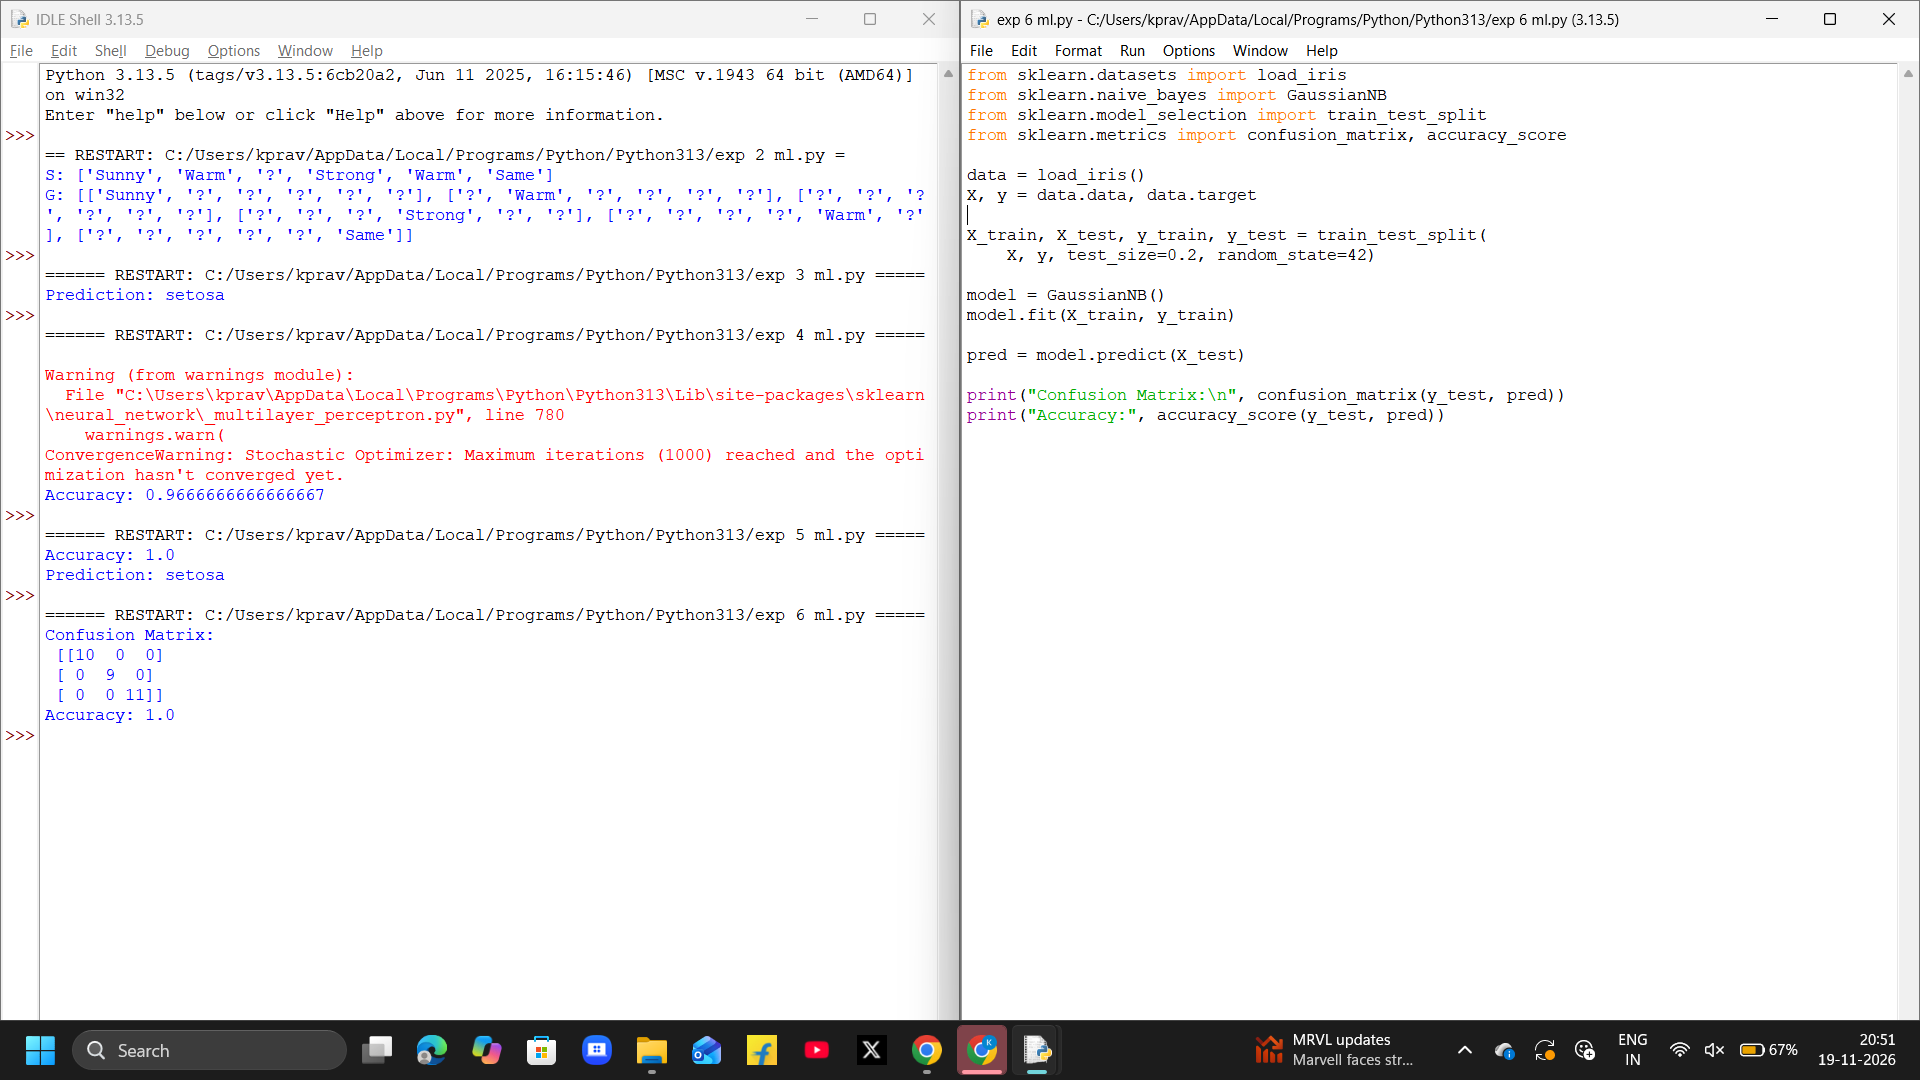 IDLE Shell 3.13.5
File Edit Shell Debug Options Window Help
Python 3.13.5 (tags/v3.13.5:6cb20a2, Jun 11 2025, 16:15:46) [MSC v.1943 64 bit (AMD64)]
on win32
Enter "help" below or click "Help" above for more information.
>>>
== RESTART: C:/Users/kprav/AppData/Local/Programs/Python/Python313/exp 2 ml.py =
S: ['Sunny', 'Warm', '?', 'Strong', 'Warm', 'Same']
G: [['Sunny', '?', '?', '?', '?', '?'], ['?', 'Warm', '?', '?', '?', '?'], ['?', '?', '?
', '?', '?', '?'], ['?', '?', '?', 'Strong', '?', '?'], ['?', '?', '?', '?', 'Warm', '?'
], ['?', '?', '?', '?', '?', 'Same']]
>>>
====== RESTART: C:/Users/kprav/AppData/Local/Programs/Python/Python313/exp 3 ml.py =====
Prediction: setosa
>>>
====== RESTART: C:/Users/kprav/AppData/Local/Programs/Python/Python313/exp 4 ml.py =====
Warning (from warnings module):
  File "C:\Users\kprav\AppData\Local\Programs\Python\Python313\Lib\site-packages\sklearn
\neural_network\_multilayer_perceptron.py", line 780
    warnings.warn(
ConvergenceWarning: Stochastic Optimizer: Maximum iterations (1000) reached and the opti
mization hasn't converged yet.
Accuracy: 0.9666666666666667
>>>
====== RESTART: C:/Users/kprav/AppData/Local/Programs/Python/Python313/exp 5 ml.py =====
Accuracy: 1.0
Prediction: setosa
>>>
====== RESTART: C:/Users/kprav/AppData/Local/Programs/Python/Python313/exp 6 ml.py =====
Confusion Matrix:
 [[10  0  0]
 [ 0  9  0]
 [ 0  0 11]]
Accuracy: 1.0
>>>
exp 6 ml.py - C:/Users/kprav/AppData/Local/Programs/Python/Python313/exp 6 ml.py (3.13.5)
File Edit Format Run Options Window Help
from sklearn.datasets import load_iris
from sklearn.naive_bayes import GaussianNB
from sklearn.model_selection import train_test_split
from sklearn.metrics import confusion_matrix, accuracy_score
data = load_iris()
X, y = data.data, data.target
X_train, X_test, y_train, y_test = train_test_split(
    X, y, test_size=0.2, random_state=42)
model = GaussianNB()
model.fit(X_train, y_train)
pred = model.predict(X_test)
print("Confusion Matrix:\n", confusion_matrix(y_test, pred))
print("Accuracy:", accuracy_score(y_test, pred))
Search
MRVL updates
Marvell faces str...
ENG
IN
67%
20:51
19-11-2026